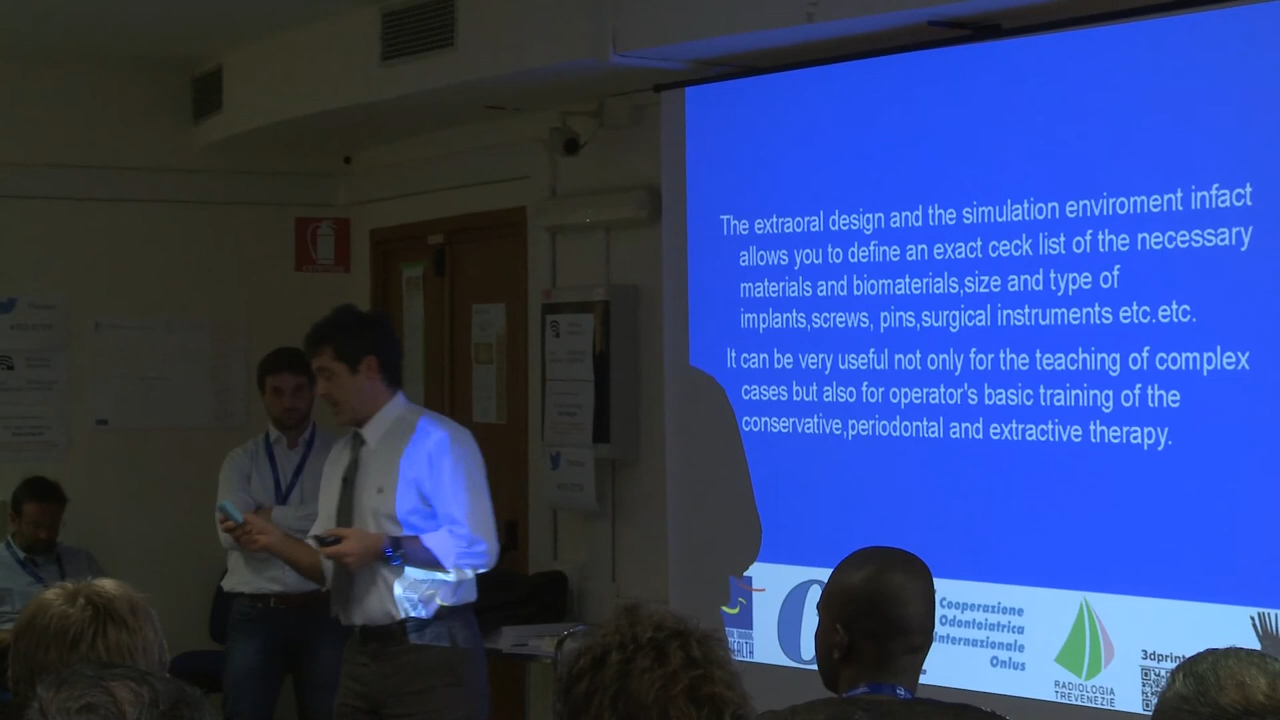 The extraoral design and the simulation enviroment infact
allows you to define an exact ceck list of the necessary
materials and biomaterials,size and type of
implants,screws, pins,surgical instruments etc.etc.
It can be very useful not only for the teaching of complex
cases but also for operator's basic training of the
conservative,periodontal and extractive therapy.
HEALTH
Cooperazione
Odontoiatrica
Internazionale
Onlus
RADIOLOGIA
TREVENEZIE
3dprint